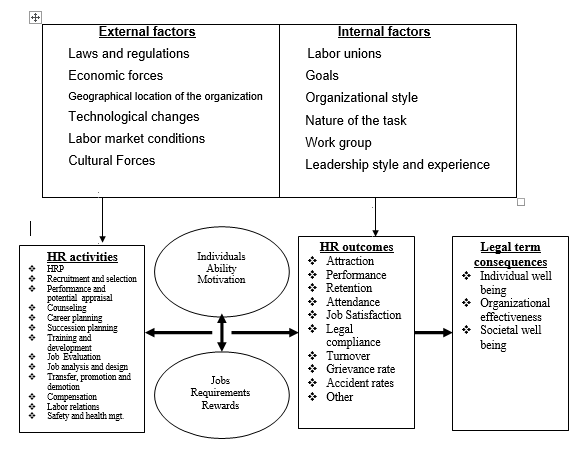 External factors
Laws and regulations
Economic forces
Geographical location of the organization
Technological changes
Labor market conditions
Cultural Forces
Internal factors
Labor unions
Goals
Organizational style
Nature of the task
Work group
Leadership style and experience
HR activities
HRP
Recruitment and selection
Performance and
potential appraisal
Counseling
Career planning
Succession planning
Training and
development
Job Evaluation
Job analysis and design
Transfer, promotion and
demotion
Compensation
Labor relations
Safety and health mgt.
Individuals
Ability
Motivation
Jobs
Requirements
Rewards
HR outcomes
Attraction
Performance
Retention
Attendance
Job Satisfaction
Legal
compliance
Turnover
Grievance rate
Accident rates
Other
Legal term
consequences
Individual well
being
Organizational
effectiveness
Societal well
being